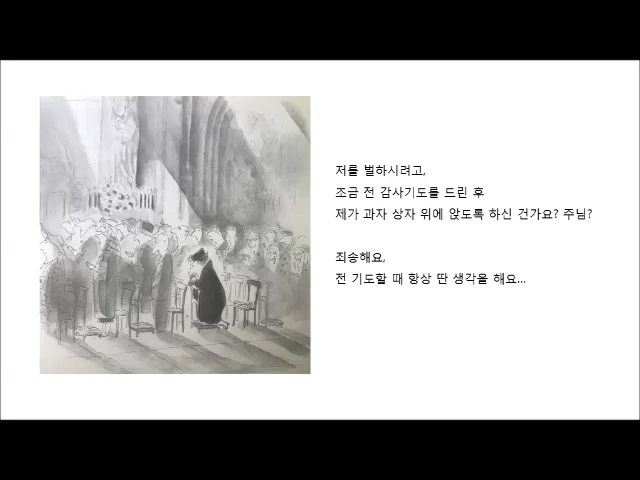 저를 벌하시려고,
조금 전 감사기도를 드린 후
제가 과자 상자 위에 앉도록 하신 건가요? 주님?
죄송해요,
전 기도할 때 항상 딴 생각을 해요...